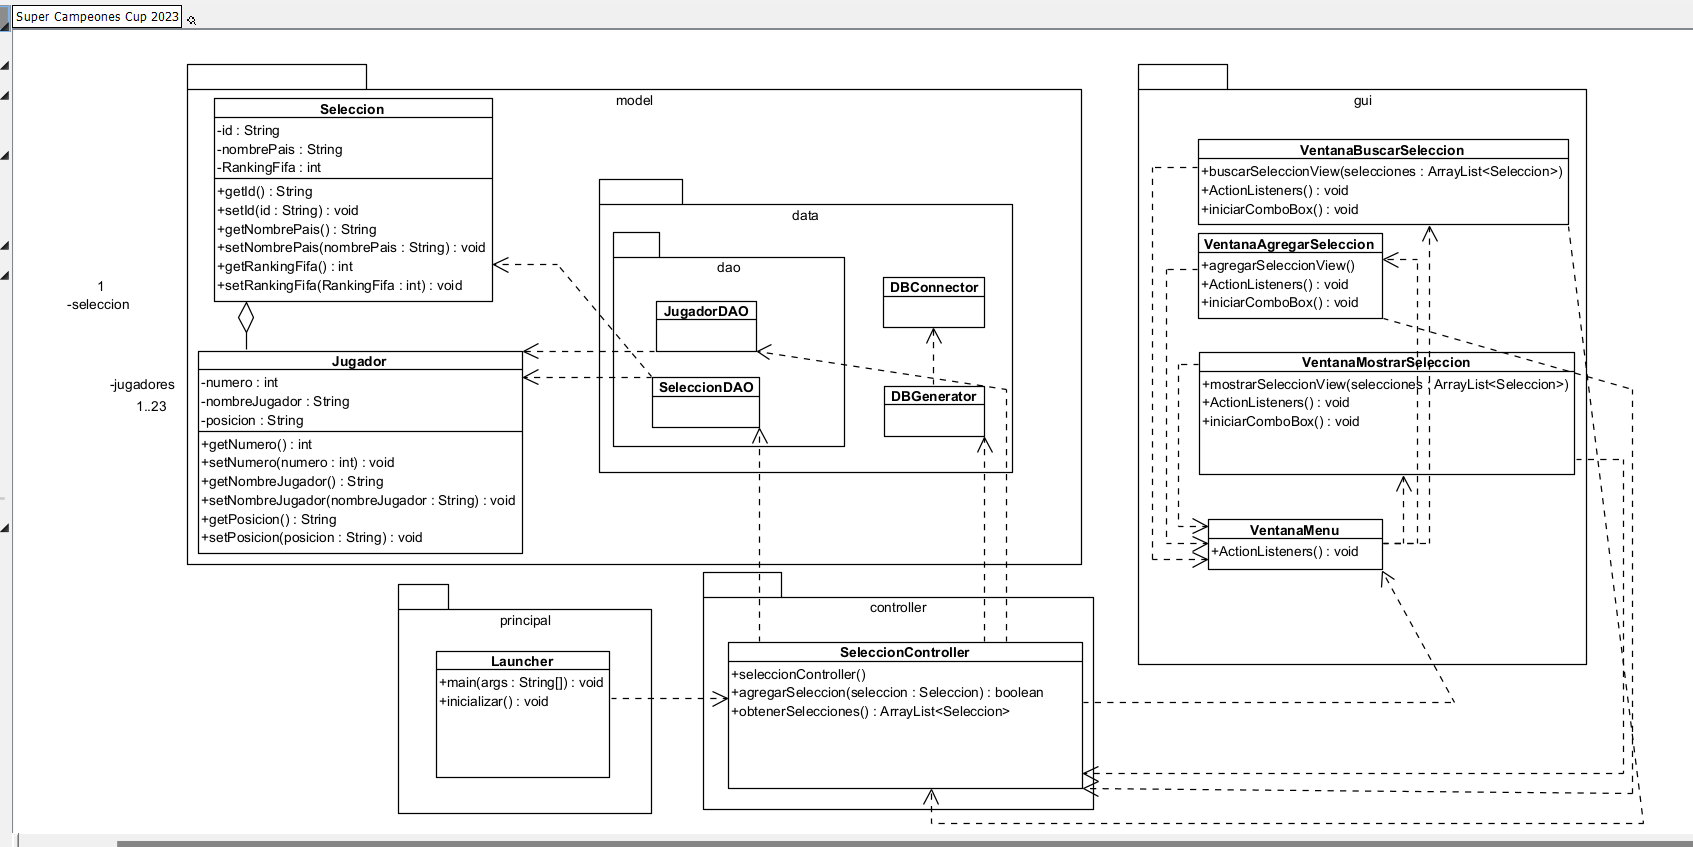 Super Campeones Cup 2023
model
Seleccion
-id : String
-nombrePais : String
-RankingFifa : int
+getId() : String
+setId(id : String) : void
+getNombrePais() : String
+setNombrePais(nombrePais : String) : void
+getRankingFifa() : int
+setRankingFifa(RankingFifa : int) : void
1
-seleccion
-jugadores
1..23
Jugador
-numero : int
-nombreJugador : String
-posicion : String
+getNumero() : int
+setNumero(numero : int) : void
+getNombreJugador() : String
+setNombreJugador(nombreJugador : String) : void
+getPosicion() : String
+setPosicion(posicion : String) : void
data
dao
JugadorDAO
SeleccionDAO
DBConnector
DBGenerator
gui
VentanaBuscarSeleccion
+buscarSeleccionView(selecciones : ArrayList<Seleccion>)
+ActionListeners() : void
+iniciarComboBox() : void
VentanaAgregarSeleccion
+agregarSeleccionView()
+ActionListeners() : void
+iniciarComboBox() : void
VentanaMostrarSeleccion
+mostrarSeleccionView(selecciones : ArrayList<Seleccion>)
+ActionListeners() : void
+iniciarComboBox() : void
VentanaMenu
+ActionListeners() : void
principal
Launcher
+main(args : String[]) : void
+inicializar() : void
controller
SeleccionController
+seleccionController()
+agregarSeleccion(seleccion : Seleccion) : boolean
+obtenerSelecciones() : ArrayList<Seleccion>